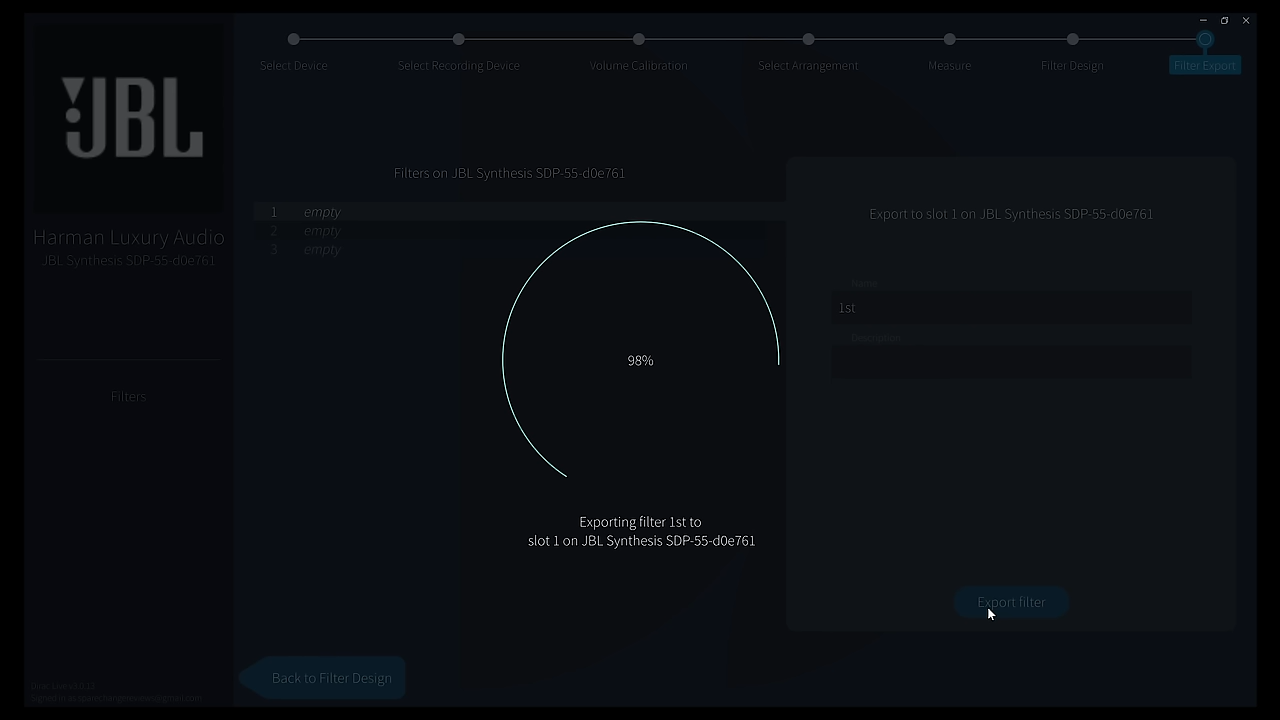 Select Device
Select Recording Device
Volume Calibration
Select Arrangement
Measure
Filter Design
Filter Export
JBL
Harman Luxury Audio
JBL Synthesis SDP-55-d0e761
Filters
Filters on JBL Synthesis SDP-55-d0e761
1 empty
2 empty
3 empty
98%
Exporting filter 1st to
slot 1 on JBL Synthesis SDP-55-d0e761
Export to slot 1 on JBL Synthesis SDP-55-d0e761
Name
1st
Description
Export filter
Back to Filter Design